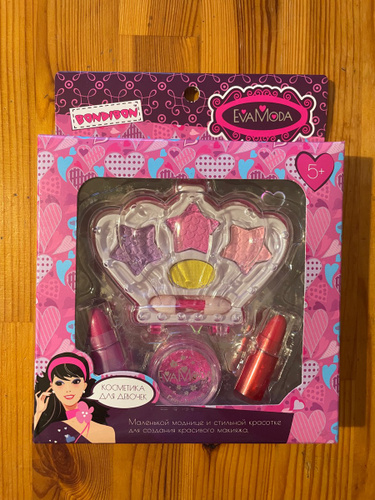 BONDIBON
EVAMODA
5+
КОСМЕТИКА
ДЛЯ ДЕВОЧЕК
Маленькой моднице и стильной красотке
для создания красивого макияжа.